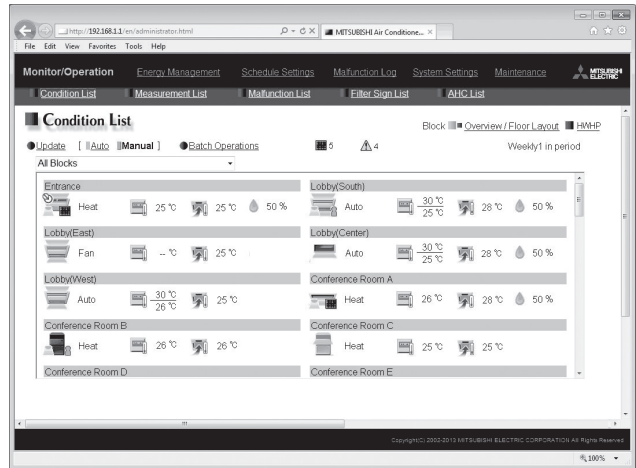 http://192.168.1.1/en/administrator.html
MITSUBISHI Air Conditione...
File Edit View Favorites Tools Help
Monitor/Operation Energy Management Schedule Settings Malfunction Log System Settings Maintenance MITSUBISHI ELECTRIC
Condition List Measurement List Malfunction List Filter Sign List AHC List
Condition List
Block Overview / Floor Layout HWHP
Update [ Auto Manual ] Batch Operations 5 4 Weekly1 in period
All Blocks
Entrance
Heat 25 °C 25 °C 50 %
Lobby(South)
Auto 30 °C 25 °C 28 °C 50 %
Lobby(East)
Fan -- °C 25 °C
Lobby(Center)
Auto 30 °C 25 °C 28 °C 50 %
Lobby(West)
Auto 30 °C 26 °C 25 °C
Conference Room A
Heat 26 °C 28 °C 50 %
Conference Room B
Heat 26 °C 26 °C
Conference Room C
Heat 25 °C 25 °C
Conference Room D
Conference Room E
Copyright(C) 2002-2013 MITSUBISHI ELECTRIC CORPORATION All Rights Reserved
100%